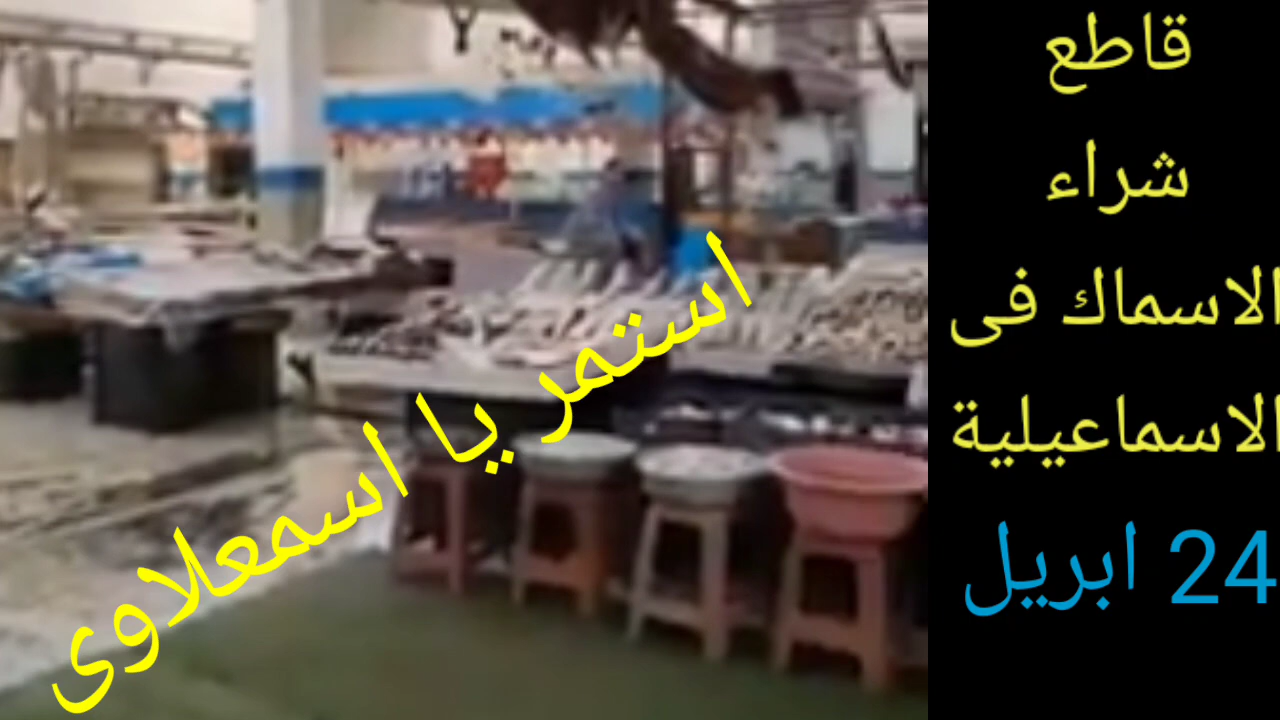 قاطع
شراء
الاسماك فى
الاسماعيلية
24 ابريل
استمر يا اسمعلاوى